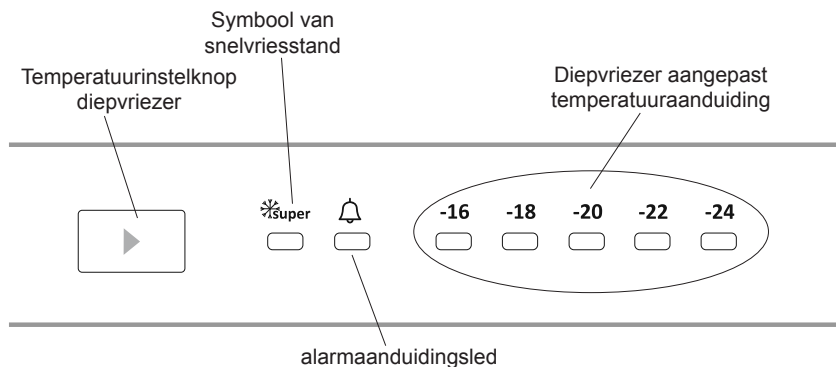 Symbool van
snelvriesstand
Temperatuurinstelknop
diepvriezer
Diepvriezer aangepast
temperatuuraanduiding
super
-16 -18 -20 -22 -24
alarmaanduidingsled